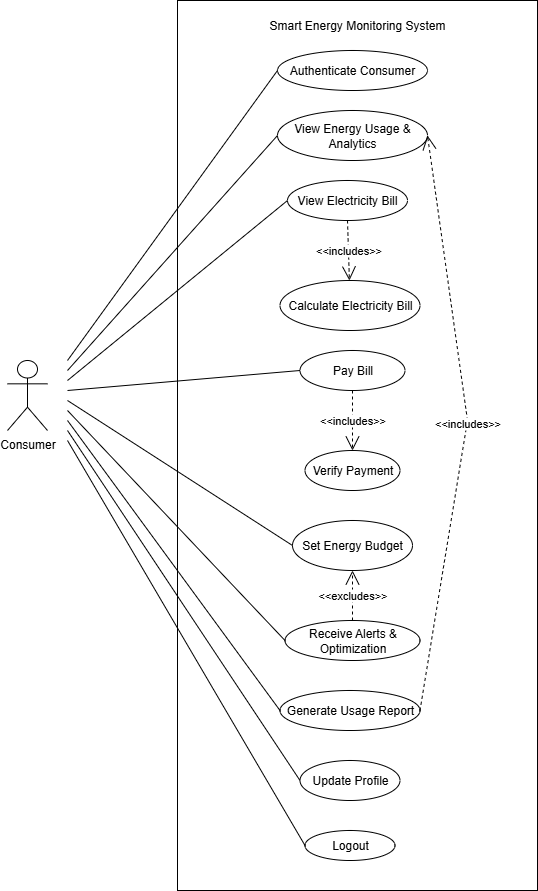 Smart Energy Monitoring System
Authenticate Consumer
View Energy Usage &
Analytics
View Electricity Bill
<<includes>>
Calculate Electricity Bill
Pay Bill
<<includes>>
<<includes>>
Consumer
Verify Payment
Set Energy Budget
<<excludes>>
Receive Alerts &
Optimization
Generate Usage Report
Update Profile
Logout